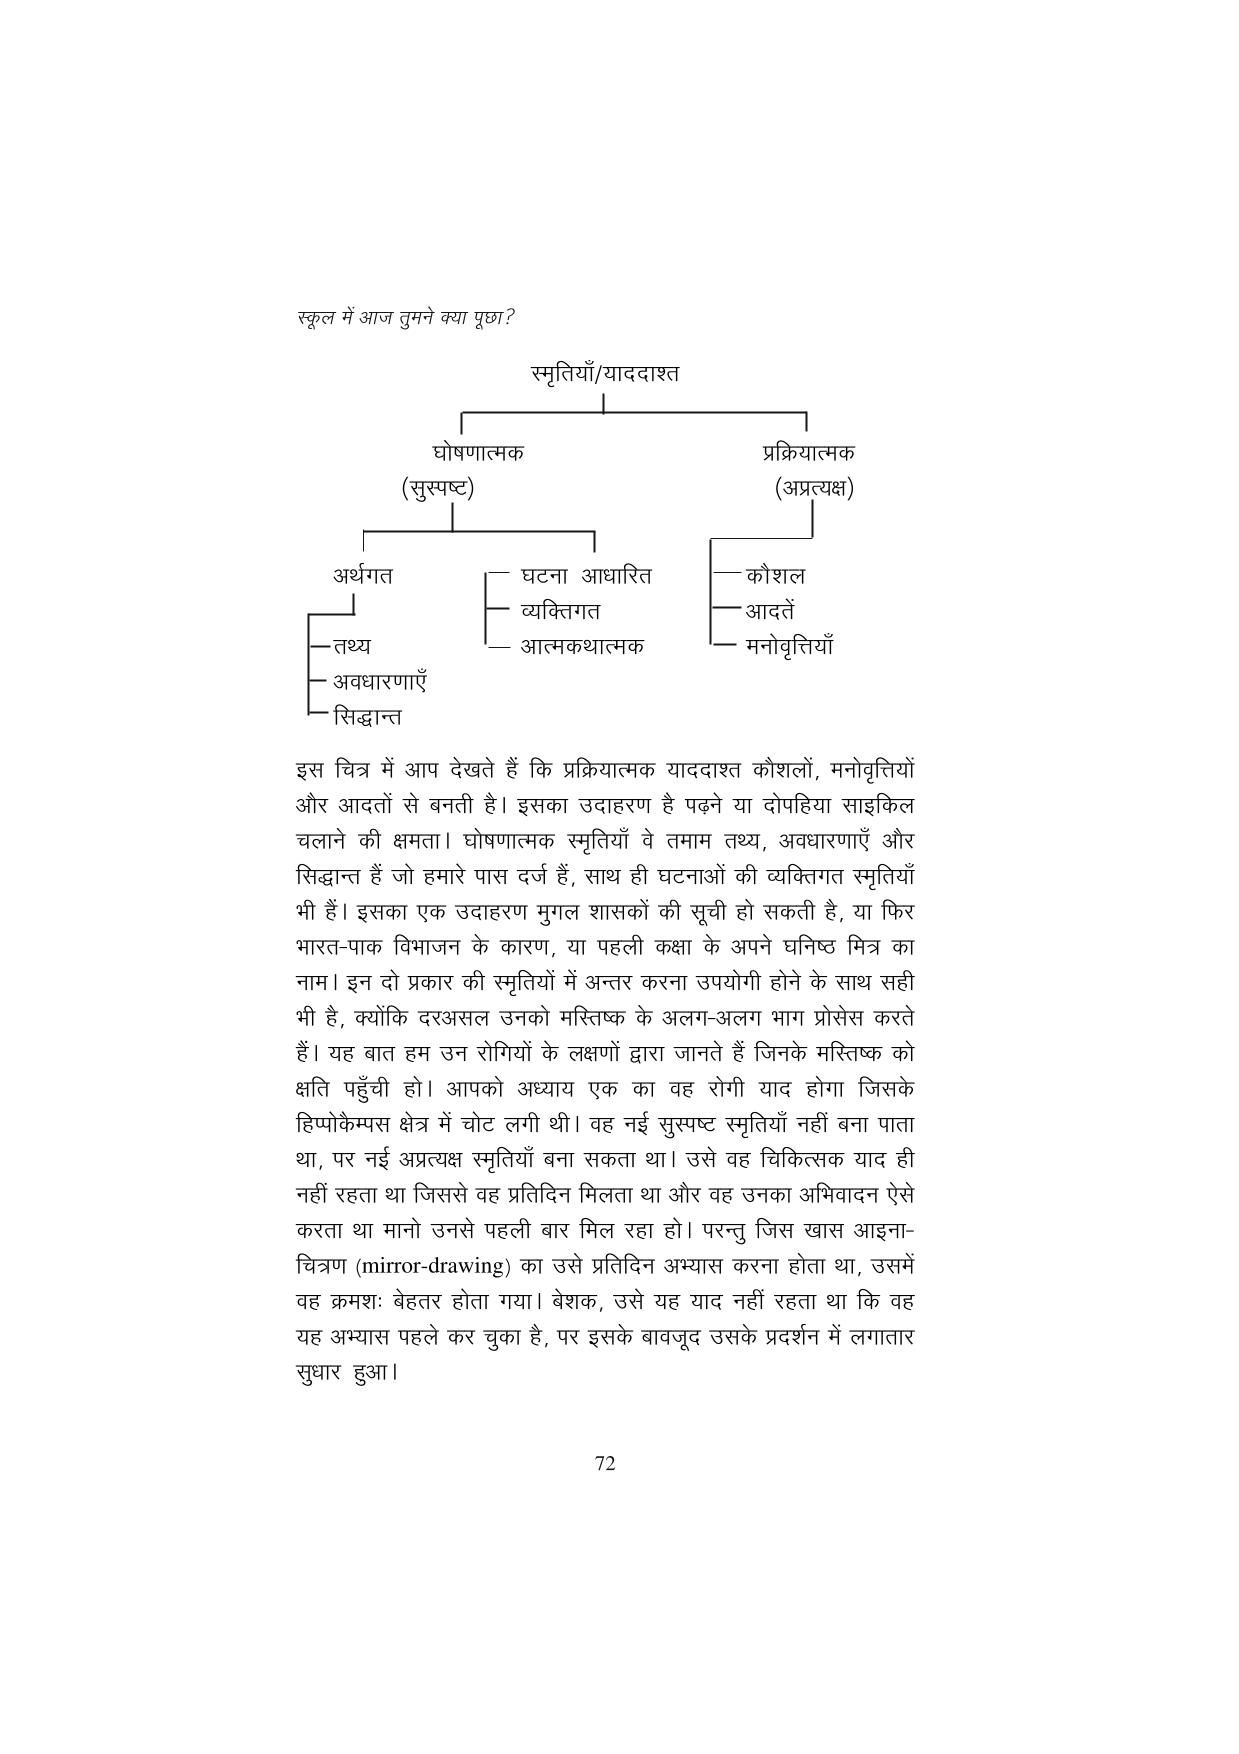 स्कूल में आज तुमने क्या पूछा?
स्मृतियाँ/याददाश्त
घोषणात्मक प्रक्रियात्मक
(सुस्पष्ट) (अप्रत्यक्ष)
अर्थगत घटना आधारित कौशल
व्यक्तिगत आदतें
तथ्य आत्मकथात्मक मनोवृत्तियाँ
अवधारणाएँ
सिद्धान्त
इस चित्र में आप देखते हैं कि प्रक्रियात्मक याददाश्त कौशलों, मनोवृत्तियों
और आदतों से बनती है। इसका उदाहरण है पढ़ने या दोपहिया साइकिल
चलाने की क्षमता। घोषणात्मक स्मृतियाँ वे तमाम तथ्य, अवधारणाएँ और
सिद्धान्त हैं जो हमारे पास दर्ज हैं, साथ ही घटनाओं की व्यक्तिगत स्मृतियाँ
भी हैं। इसका एक उदाहरण मुगल शासकों की सूची हो सकती है, या फिर
भारत-पाक विभाजन के कारण, या पहली कक्षा के अपने घनिष्ठ मित्र का
नाम। इन दो प्रकार की स्मृतियों में अन्तर करना उपयोगी होने के साथ सही
भी है, क्योंकि दरअसल उनको मस्तिष्क के अलग-अलग भाग प्रोसेस करते
हैं। यह बात हम उन रोगियों के लक्षणों द्वारा जानते हैं जिनके मस्तिष्क को
क्षति पहुँची हो। आपको अध्याय एक का वह रोगी याद होगा जिसके
हिप्पोकैम्पस क्षेत्र में चोट लगी थी। वह नई सुस्पष्ट स्मृतियाँ नहीं बना पाता
था, पर नई अप्रत्यक्ष स्मृतियाँ बना सकता था। उसे वह चिकित्सक याद ही
नहीं रहता था जिससे वह प्रतिदिन मिलता था और वह उनका अभिवादन ऐसे
करता था मानो उनसे पहली बार मिल रहा हो। परन्तु जिस खास आइना-
चित्रण (mirror-drawing) का उसे प्रतिदिन अभ्यास करना होता था, उसमें
वह क्रमशः बेहतर होता गया। बेशक, उसे यह याद नहीं रहता था कि वह
यह अभ्यास पहले कर चुका है, पर इसके बावजूद उसके प्रदर्शन में लगातार
सुधार हुआ।
72